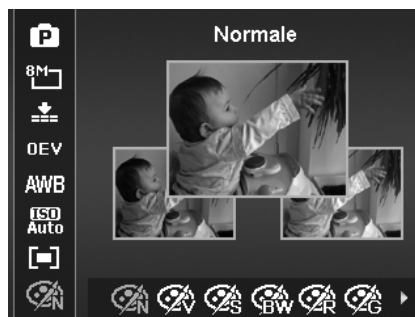 Normale
P
8M
0EV
AWB
ISO
Auto
N
N V S BW R G